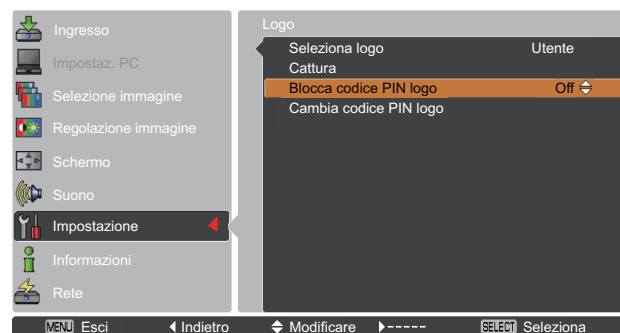 Ingresso
Impostaz. PC
Selezione immagine
Regolazione immagine
Schermo
Suono
Impostazione
Informazioni
Rete
Logo
Seleziona logo Utente
Cattura
Blocca codice PIN logo Off
Cambia codice PIN logo
MENU Esci Indietro Modificare ----- SELECT Seleziona